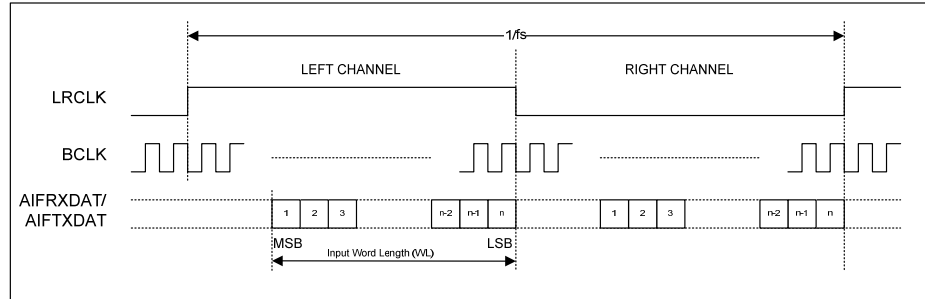 1/fs
LEFT CHANNEL RIGHT CHANNEL
LRCLK
BCLK
AIFRXDAT/
AIFTXDAT
1 2 3 n-2 n-1 n 1 2 3 n-2 n-1 n
MSB LSB
Input Word Length (WL)